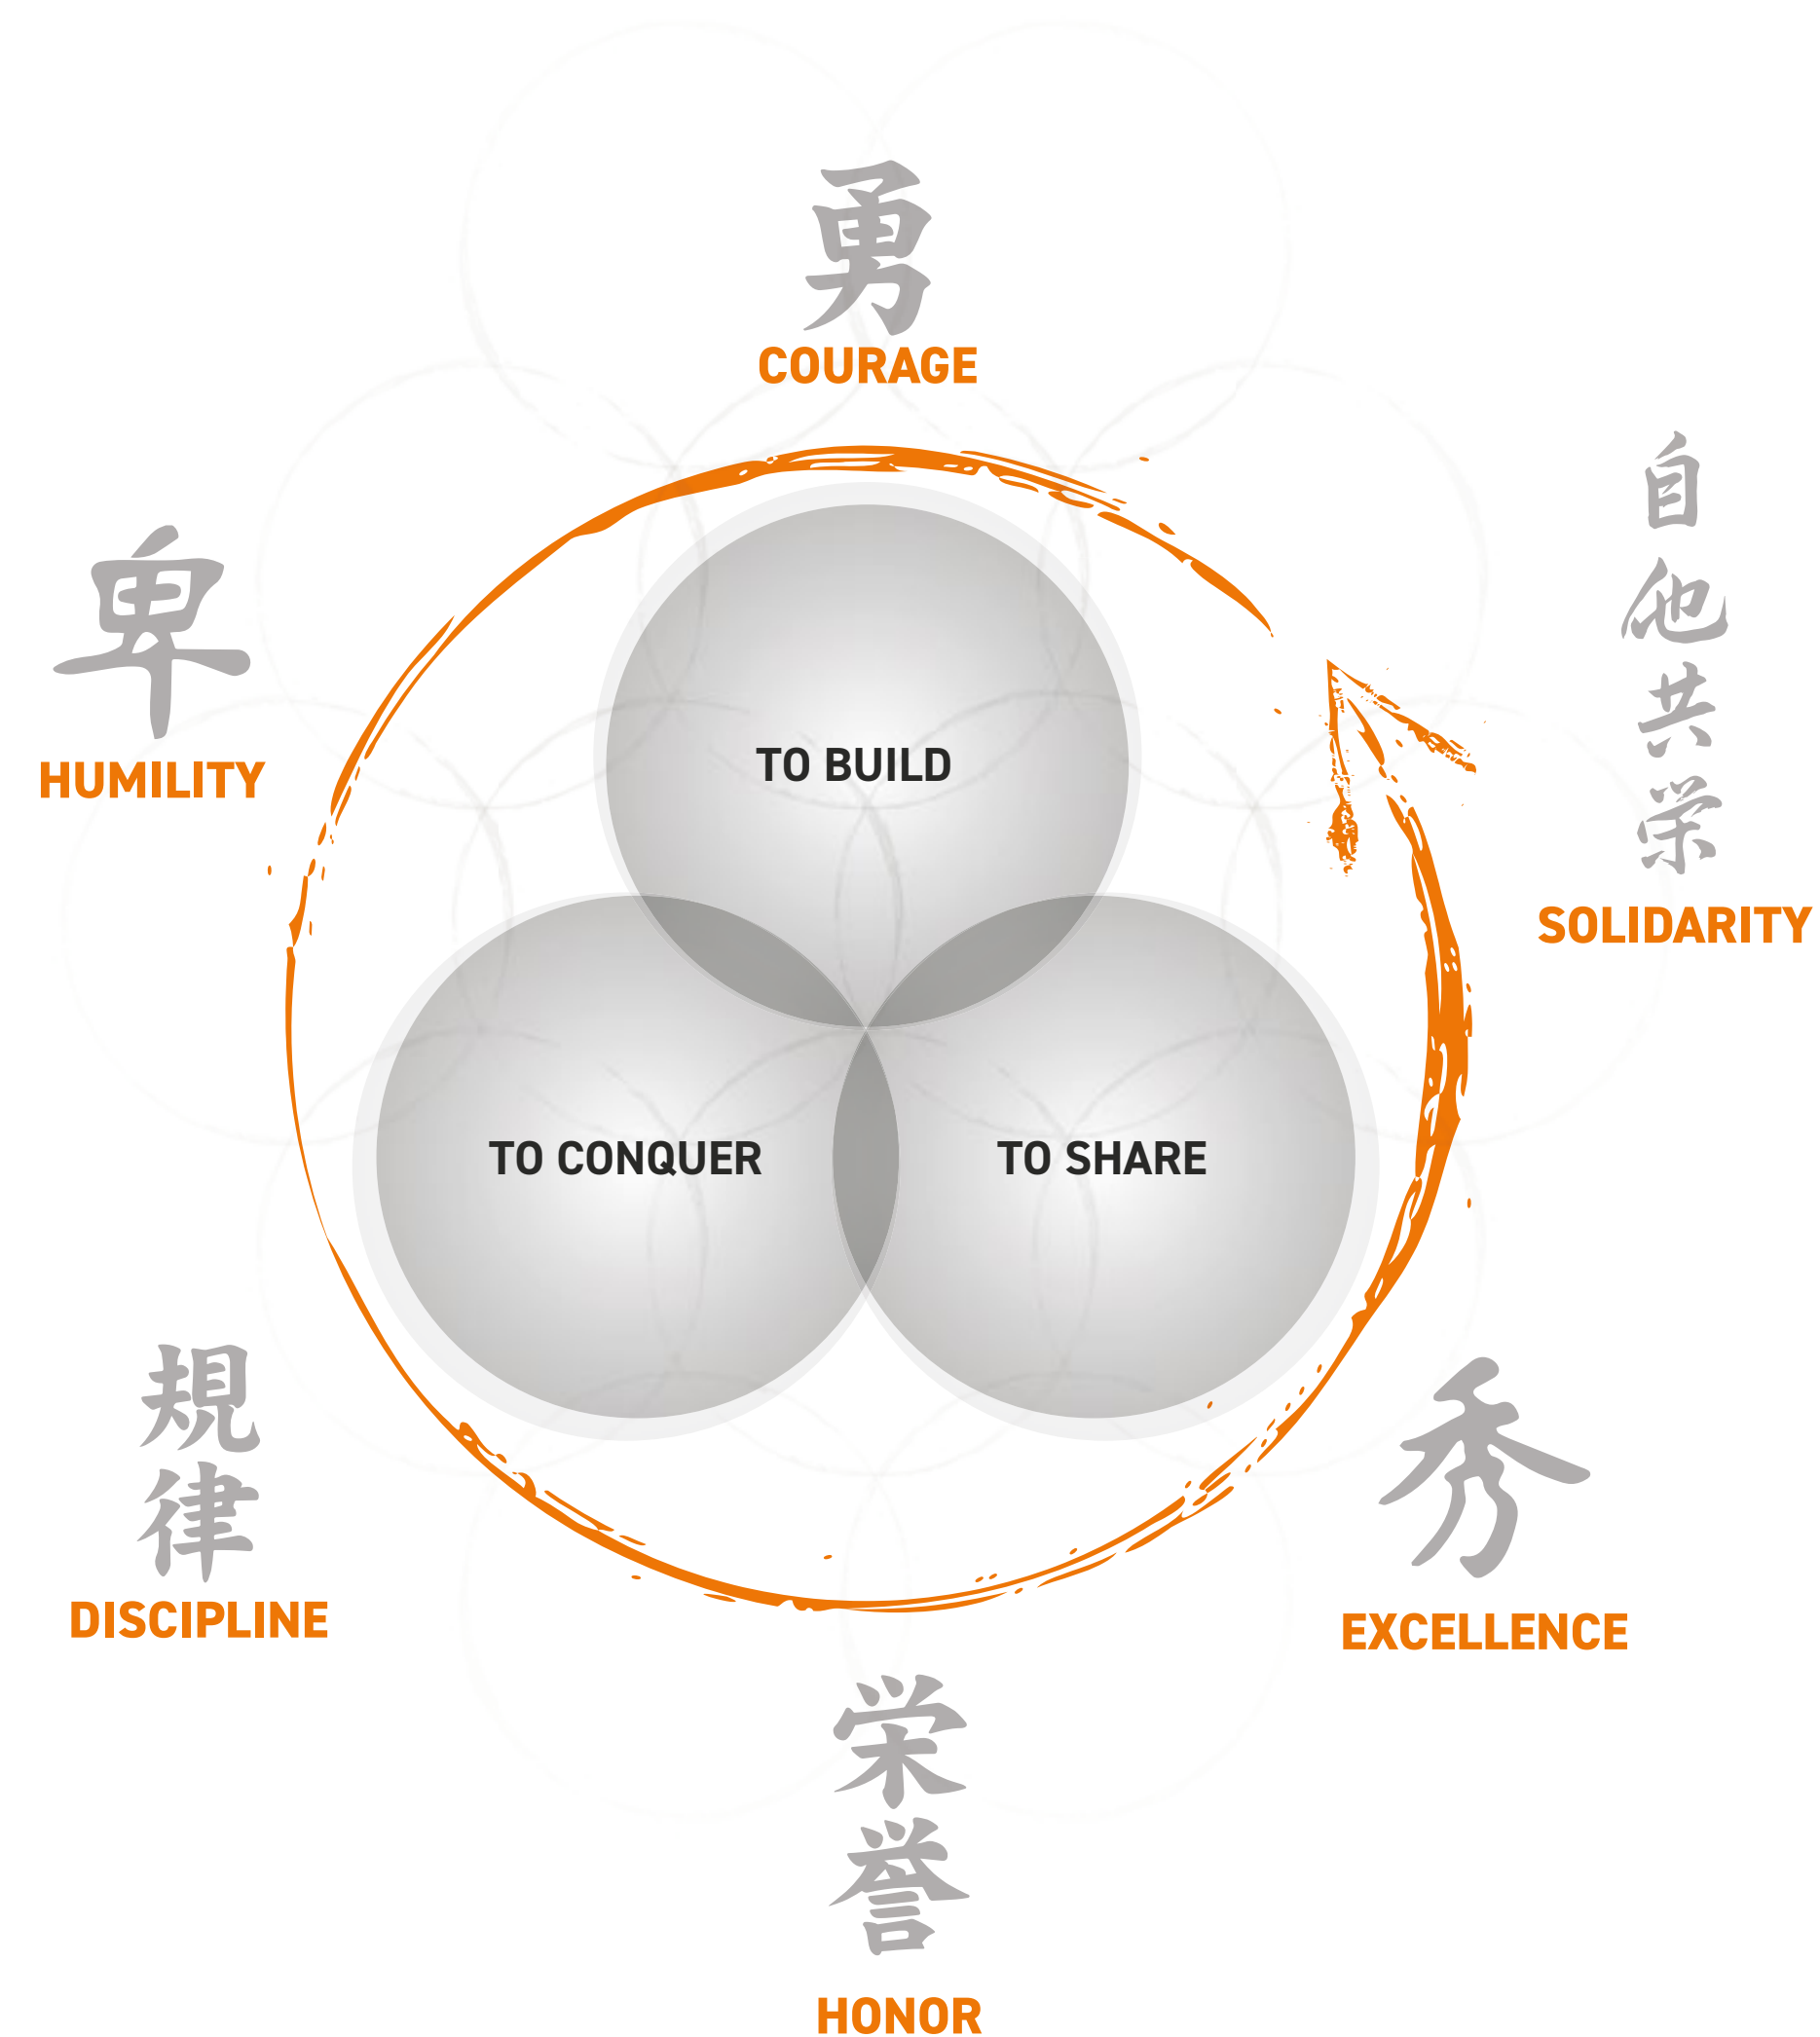 勇
COURAGE
自
他
共
栄
SOLIDARITY
卑
HUMILITY
TO BUILD
TO CONQUER
TO SHARE
規
律
DISCIPLINE
秀
EXCELLENCE
栄
誉
HONOR